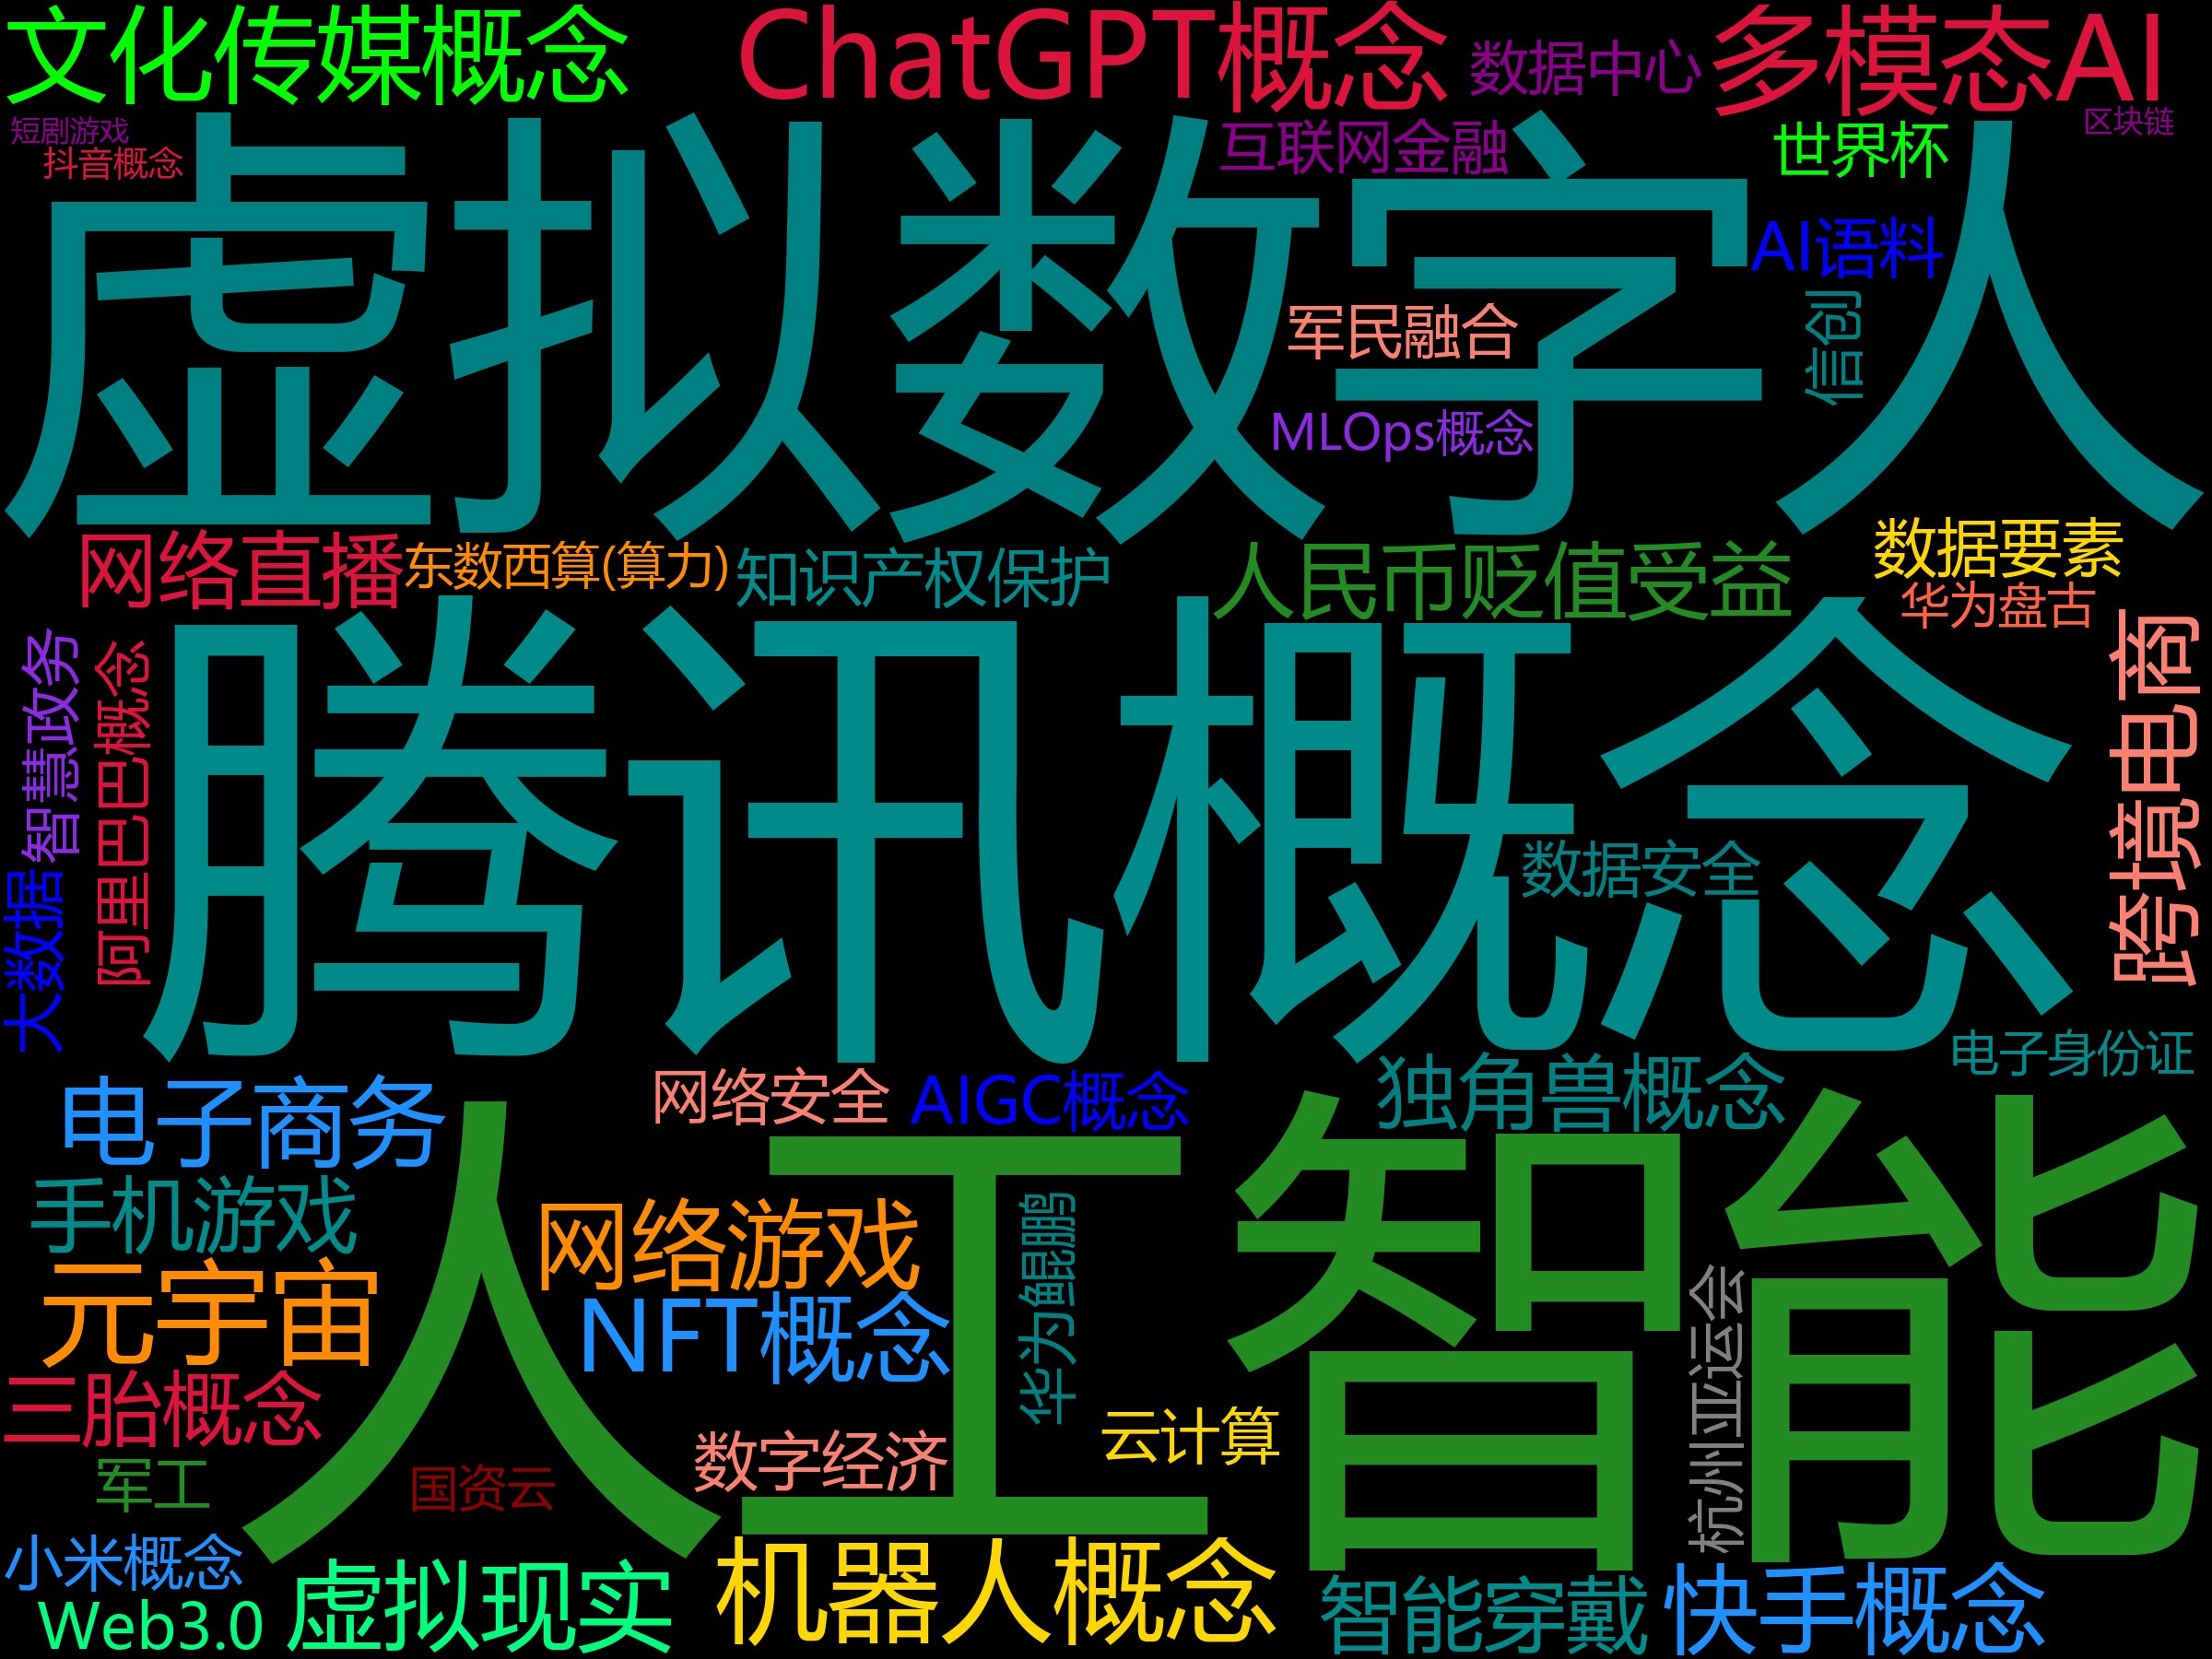 文化传媒概念
ChatGPT概念
数据中心
多模态AI
短剧游戏
抖音概念
互联网金融
世界杯
区块链
虚拟数字人
AI语料
军民融合
信创
MLOps概念
网络直播
东数西算(算力)
知识产权保护
人民币贬值受益
数据要素
华为盘古
智慧政务
阿里巴巴概念
腾讯概念
跨境电商
大数据
数据安全
电子商务
网络安全
AIGC概念
独角兽概念
电子身份证
手机游戏
人工智能
网络游戏
华为鲲鹏
元宇宙
NFT概念
杭州亚运会
三胎概念
云计算
军工
国资云
数字经济
小米概念
Web3.0
虚拟现实
机器人概念
智能穿戴
快手概念